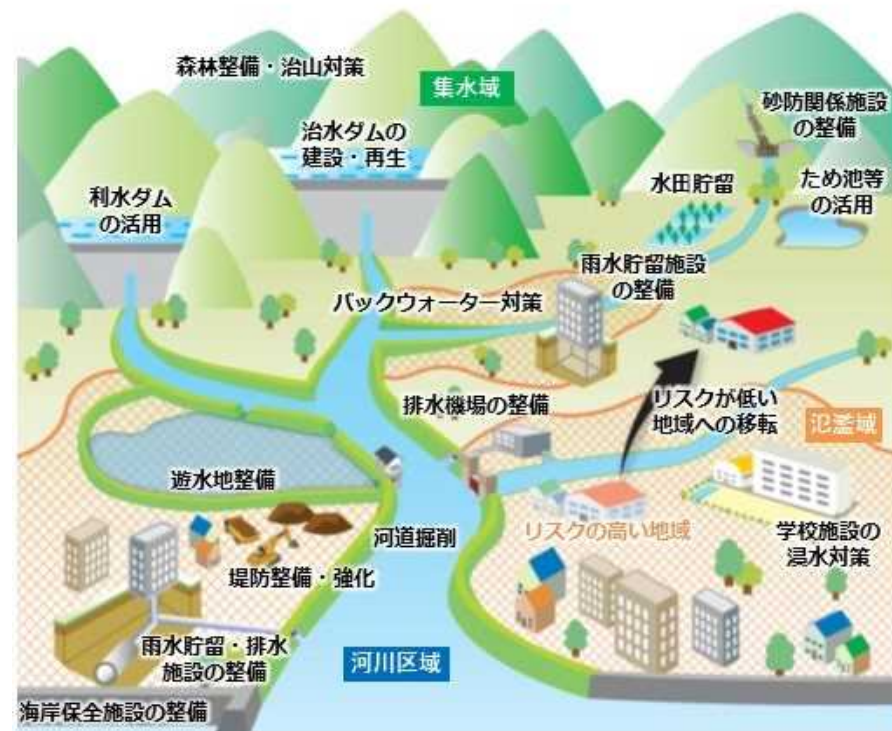 森林整備・治山対策
集水域
砂防関係施設
の整備
治水ダムの
建設・再生
水田貯留
ため池等
の活用
利水ダム
の活用
雨水貯留施設
の整備
バックウォーター対策
排水機場の整備
リスクが低い
地域への移転
氾濫域
遊水地整備
河道掘削
リスクの高い地域
学校施設の
浸水対策
堤防整備・強化
雨水貯留・排水
施設の整備
河川区域
海岸保全施設の整備